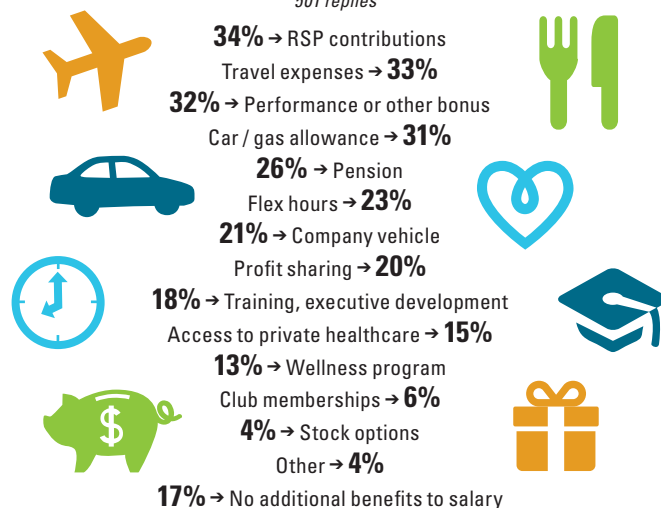 501 replies
34% → RSP contributions
Travel expenses → 33%
32% → Performance or other bonus
Car / gas allowance → 31%
26% → Pension
Flex hours → 23%
21% → Company vehicle
Profit sharing → 20%
18% → Training, executive development
Access to private healthcare → 15%
13% → Wellness program
Club memberships → 6%
$
4% → Stock options
Other → 4%
17% → No additional benefits to salary